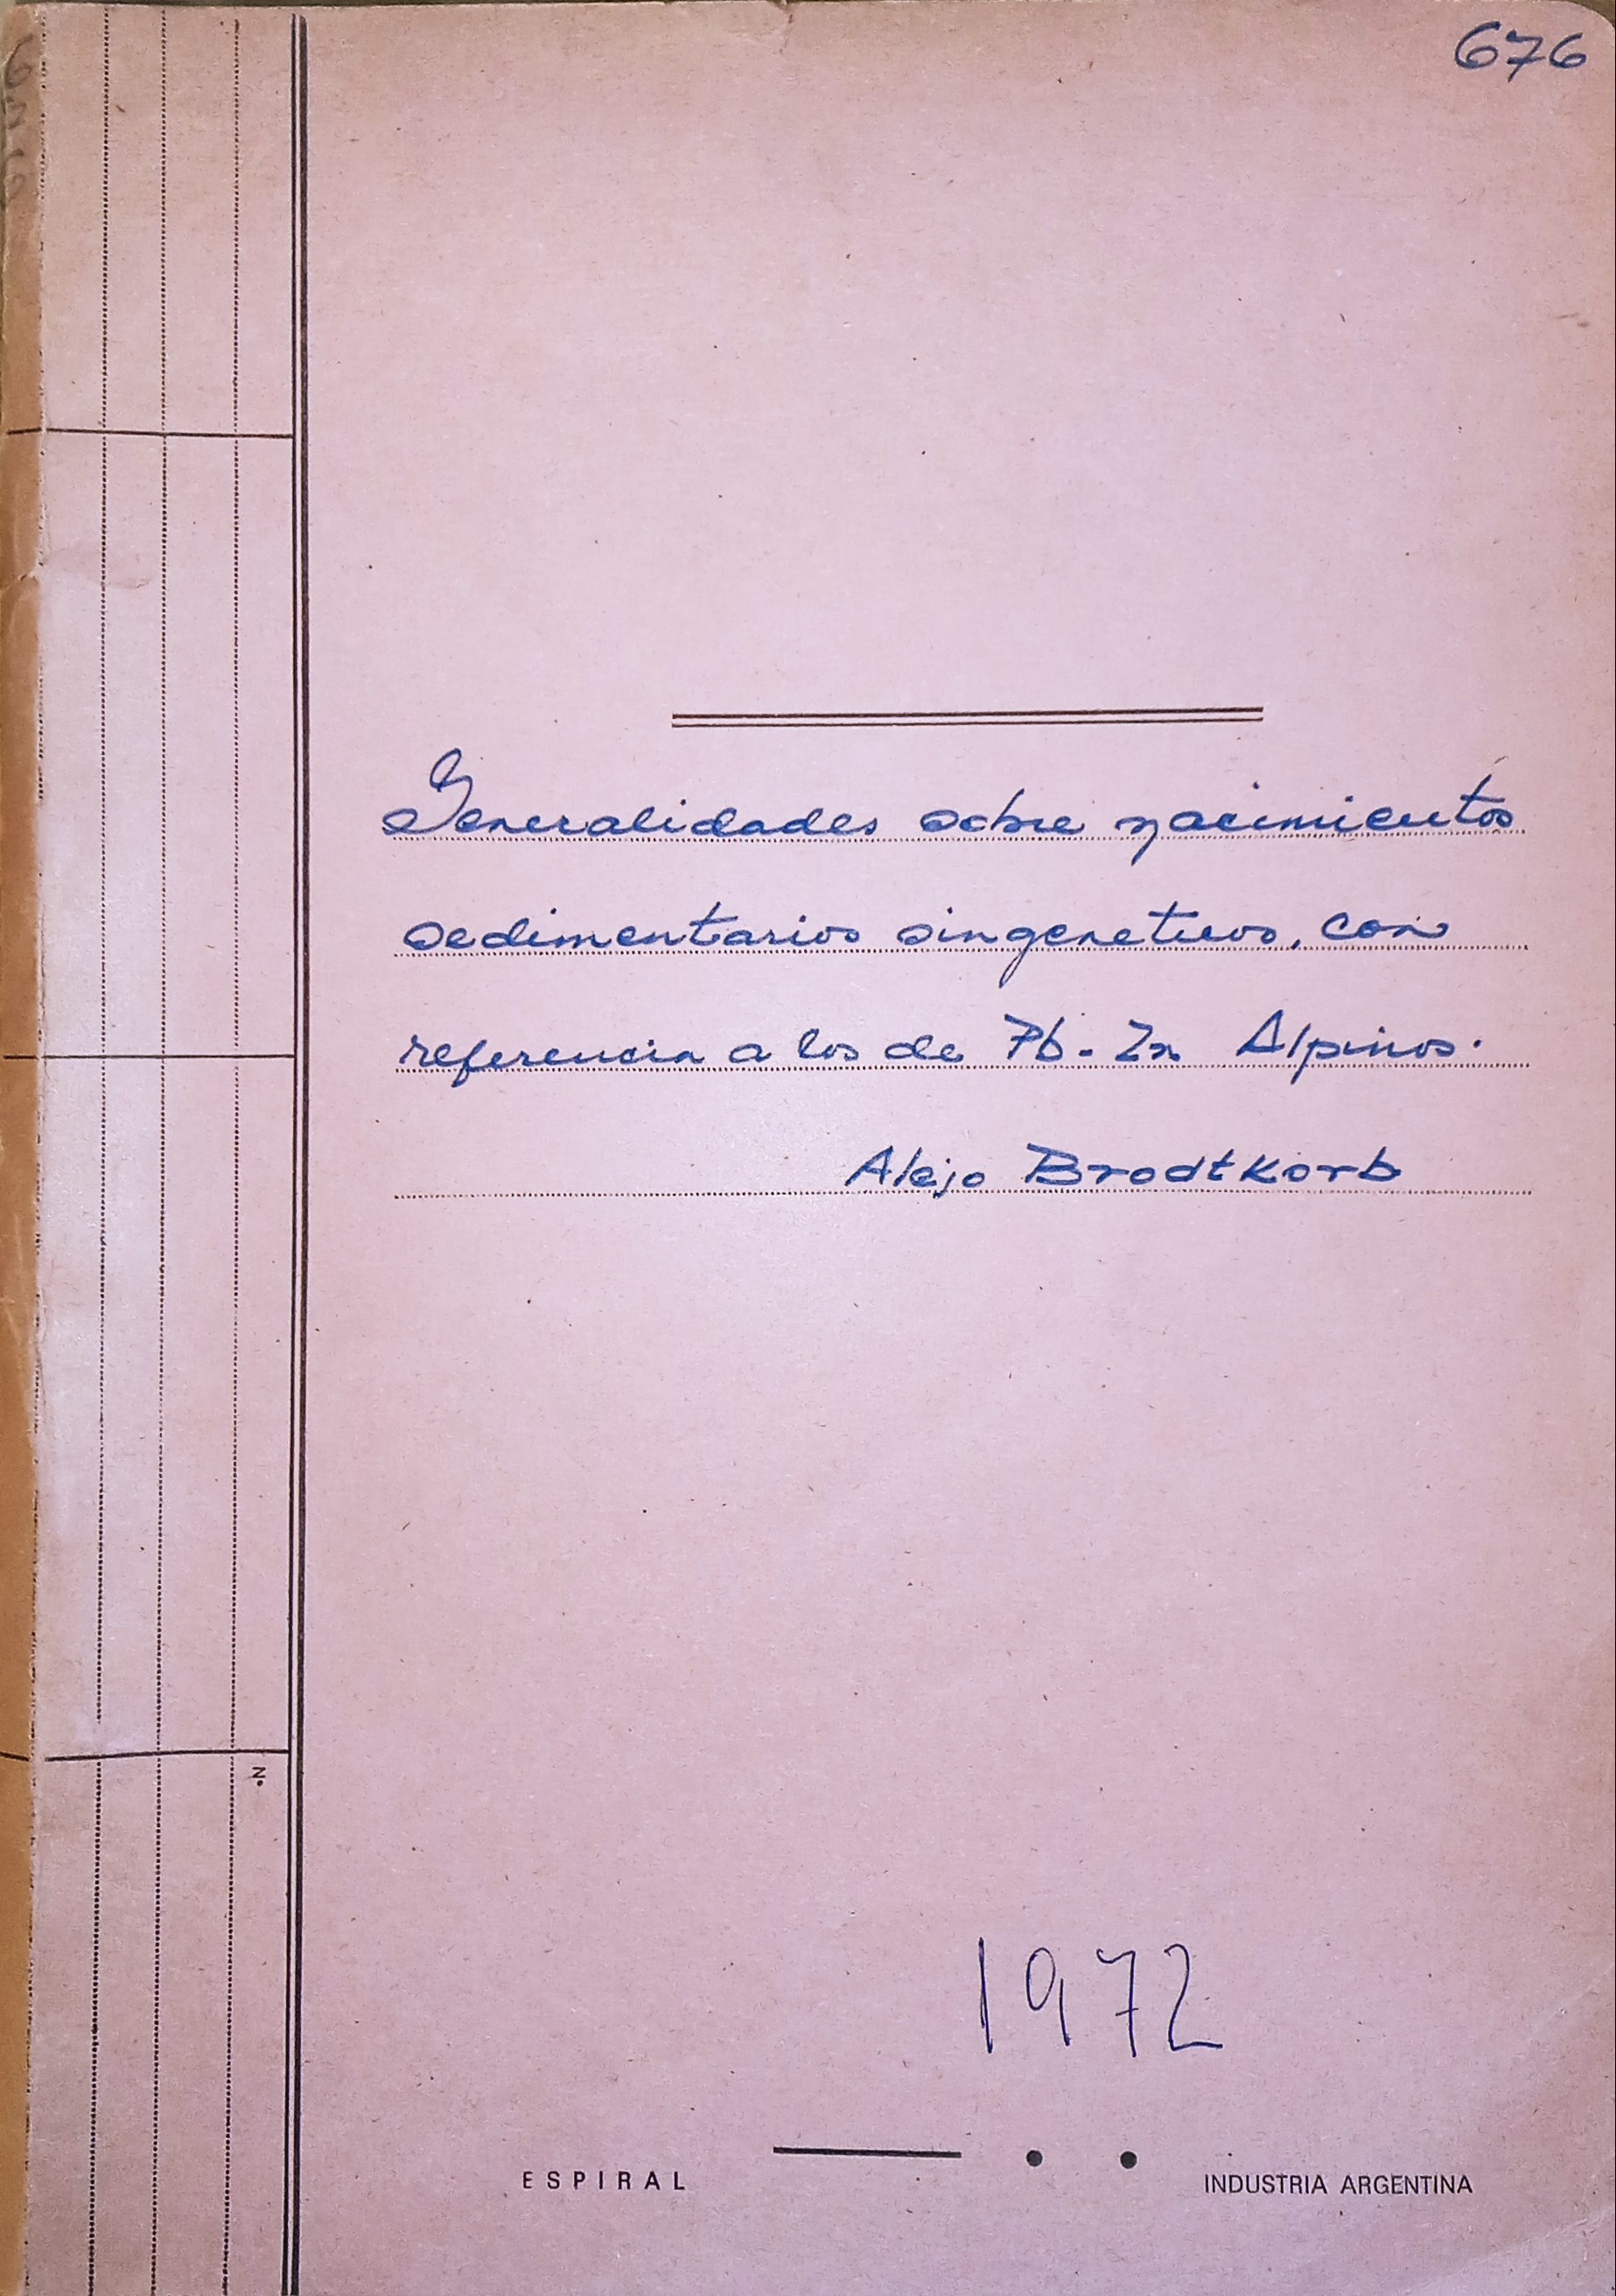 676
Generalidades sobre yacimientos
sedimentarios singeneticos, con
referencia a los de Pb-Zn Alpinos.
Alejo Brodtkorb
Nº
1972
ESPIRAL
INDUSTRIA ARGENTINA